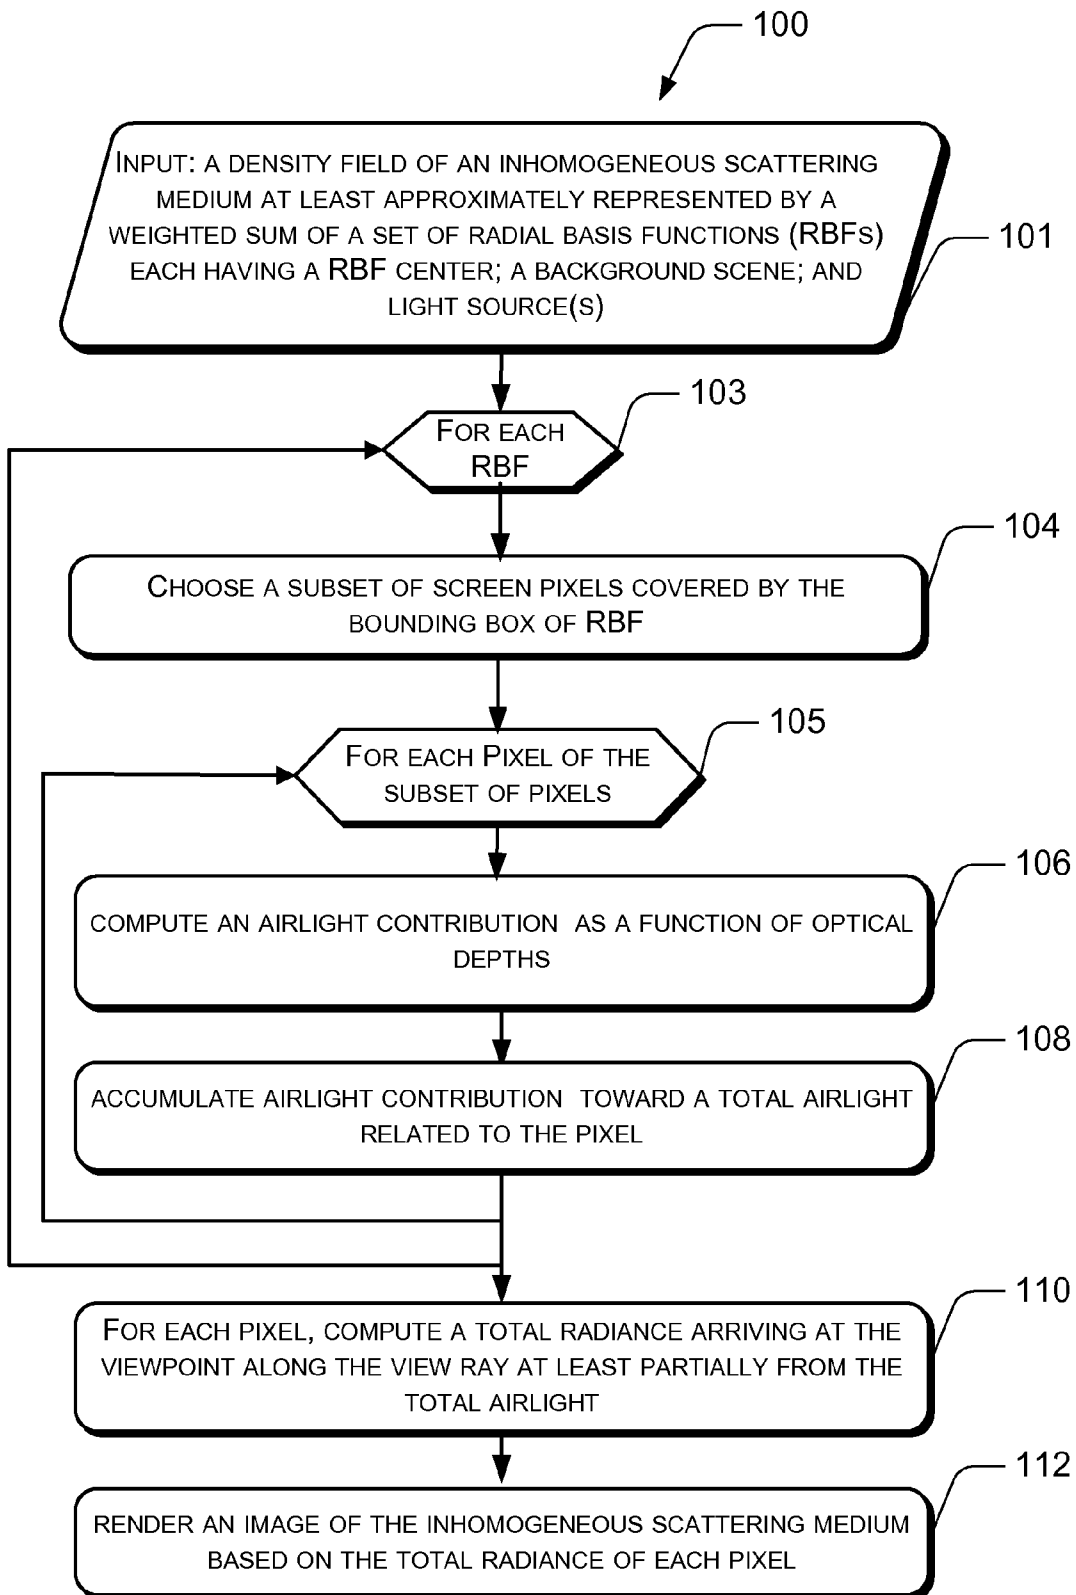 100
INPUT: A DENSITY FIELD OF AN INHOMOGENEOUS SCATTERING
MEDIUM AT LEAST APPROXIMATELY REPRESENTED BY A
WEIGHTED SUM OF A SET OF RADIAL BASIS FUNCTIONS (RBFS)
EACH HAVING A RBF CENTER; A BACKGROUND SCENE; AND
LIGHT SOURCE(S)
101
103
FOR EACH
RBF
104
CHOOSE A SUBSET OF SCREEN PIXELS COVERED BY THE
BOUNDING BOX OF RBF
105
FOR EACH PIXEL OF THE
SUBSET OF PIXELS
106
COMPUTE AN AIRLIGHT CONTRIBUTION AS A FUNCTION OF OPTICAL
DEPTHS
108
ACCUMULATE AIRLIGHT CONTRIBUTION TOWARD A TOTAL AIRLIGHT
RELATED TO THE PIXEL
110
FOR EACH PIXEL, COMPUTE A TOTAL RADIANCE ARRIVING AT THE
VIEWPOINT ALONG THE VIEW RAY AT LEAST PARTIALLY FROM THE
TOTAL AIRLIGHT
112
RENDER AN IMAGE OF THE INHOMOGENEOUS SCATTERING MEDIUM
BASED ON THE TOTAL RADIANCE OF EACH PIXEL